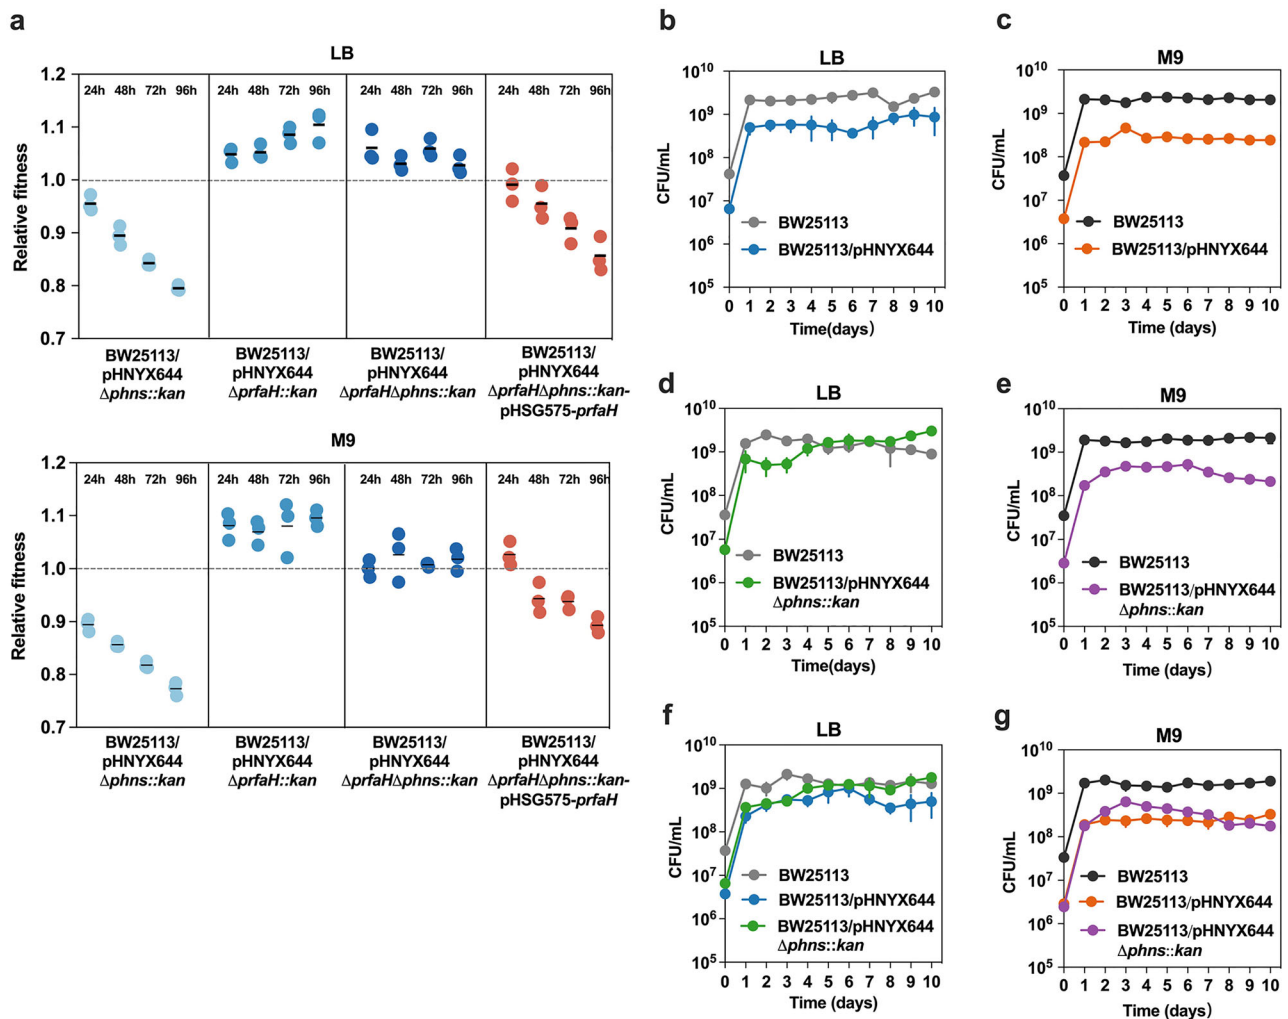 a
LB
1.2
1.1
1.0
0.9
0.8
0.7
Relative fitness
24h 48h 72h 96h
24h 48h 72h 96h
24h 48h 72h 96h
24h 48h 72h 96h
BW25113/
pHNYX644
Δphns::kan
BW25113/
pHNYX644
ΔprfaH::kan
BW25113/
pHNYX644
ΔprfaHΔphns::kan
BW25113/
pHNYX644
ΔprfaHΔphns::kan-
pHSG575-prfaH
M9
1.2
1.1
1.0
0.9
0.8
0.7
Relative fitness
24h 48h 72h 96h
24h 48h 72h 96h
24h 48h 72h 96h
24h 48h 72h 96h
BW25113/
pHNYX644
Δphns::kan
BW25113/
pHNYX644
ΔprfaH::kan
BW25113/
pHNYX644
ΔprfaHΔphns::kan
BW25113/
pHNYX644
ΔprfaHΔphns::kan-
pHSG575-prfaH
b
LB
10^10
10^9
10^8
10^7
10^6
10^5
CFU/mL
BW25113
BW25113/pHNYX644
0 1 2 3 4 5 6 7 8 9 10
Time(days)
c
M9
10^10
10^9
10^8
10^7
10^6
10^5
CFU/mL
BW25113
BW25113/pHNYX644
0 1 2 3 4 5 6 7 8 9 10
Time (days)
d
LB
10^10
10^9
10^8
10^7
10^6
10^5
CFU/mL
BW25113
BW25113/pHNYX644
Δphns::kan
0 1 2 3 4 5 6 7 8 9 10
Time(days)
e
M9
10^10
10^9
10^8
10^7
10^6
10^5
CFU/mL
BW25113
BW25113/pHNYX644
Δphns::kan
0 1 2 3 4 5 6 7 8 9 10
Time (days)
f
LB
10^10
10^9
10^8
10^7
10^6
10^5
CFU/mL
BW25113
BW25113/pHNYX644
BW25113/pHNYX644
Δphns::kan
0 1 2 3 4 5 6 7 8 9 10
Time (days)
g
M9
10^10
10^9
10^8
10^7
10^6
10^5
CFU/mL
BW25113
BW25113/pHNYX644
BW25113/pHNYX644
Δphns::kan
0 1 2 3 4 5 6 7 8 9 10
Time (days)